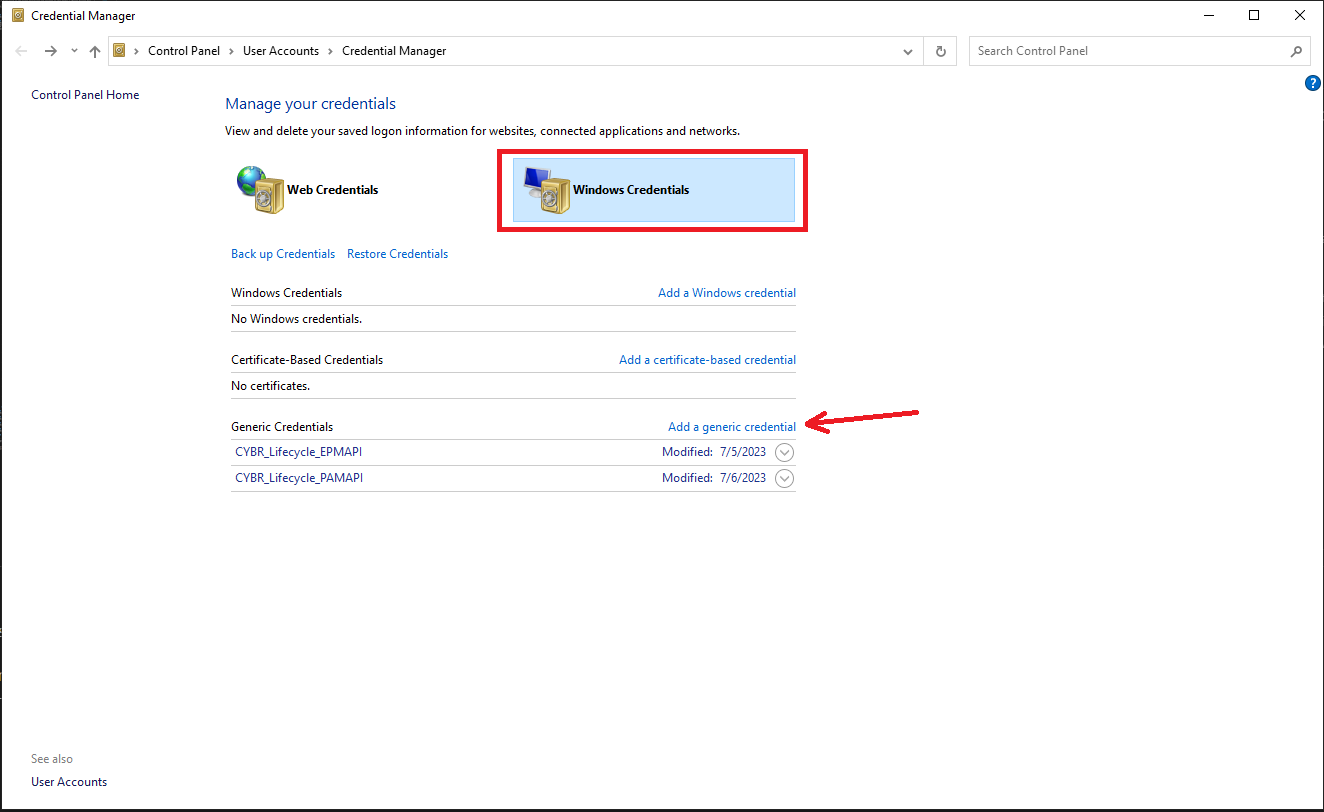 Credential Manager
Control Panel > User Accounts > Credential Manager
Search Control Panel
?
Control Panel Home
Manage your credentials
View and delete your saved logon information for websites, connected applications and networks.
Web Credentials
Windows Credentials
Back up Credentials Restore Credentials
Windows Credentials Add a Windows credential
No Windows credentials.
Certificate-Based Credentials Add a certificate-based credential
No certificates.
Generic Credentials Add a generic credential
CYBR_Lifecycle_EPMAPI Modified: 7/5/2023
CYBR_Lifecycle_PAMAPI Modified: 7/6/2023
See also
User Accounts